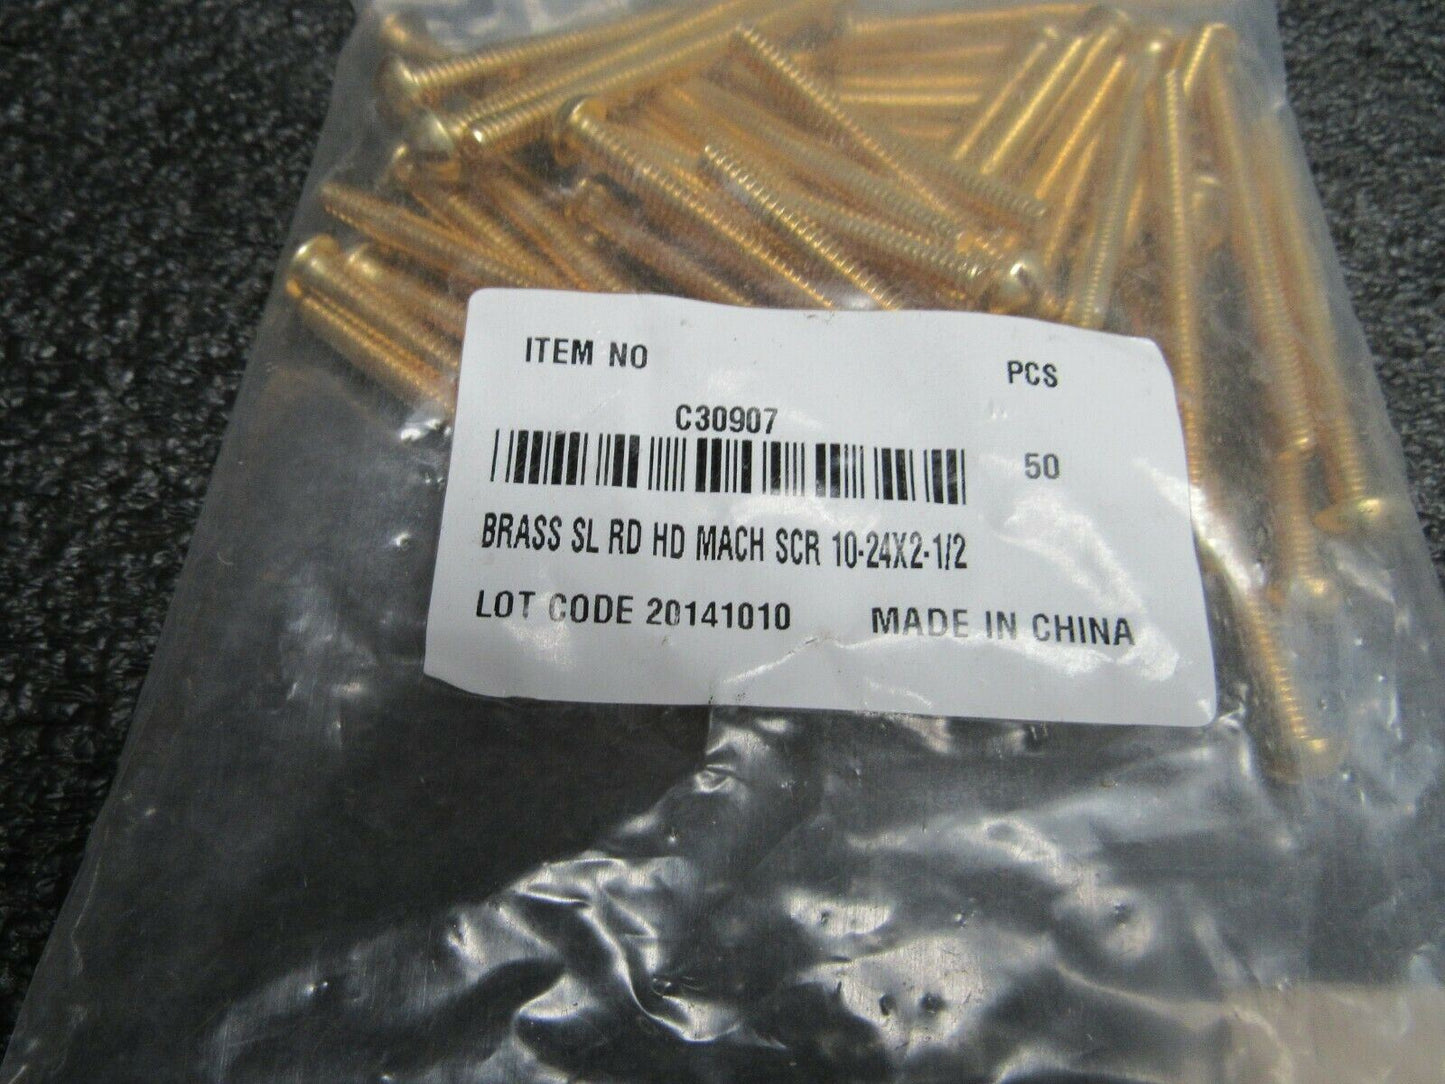 ITEM NO PCS
C30907
50
BRASS SL RD HD MACH SCR 10-24X2-1/2
LOT CODE 20141010 MADE IN CHINA